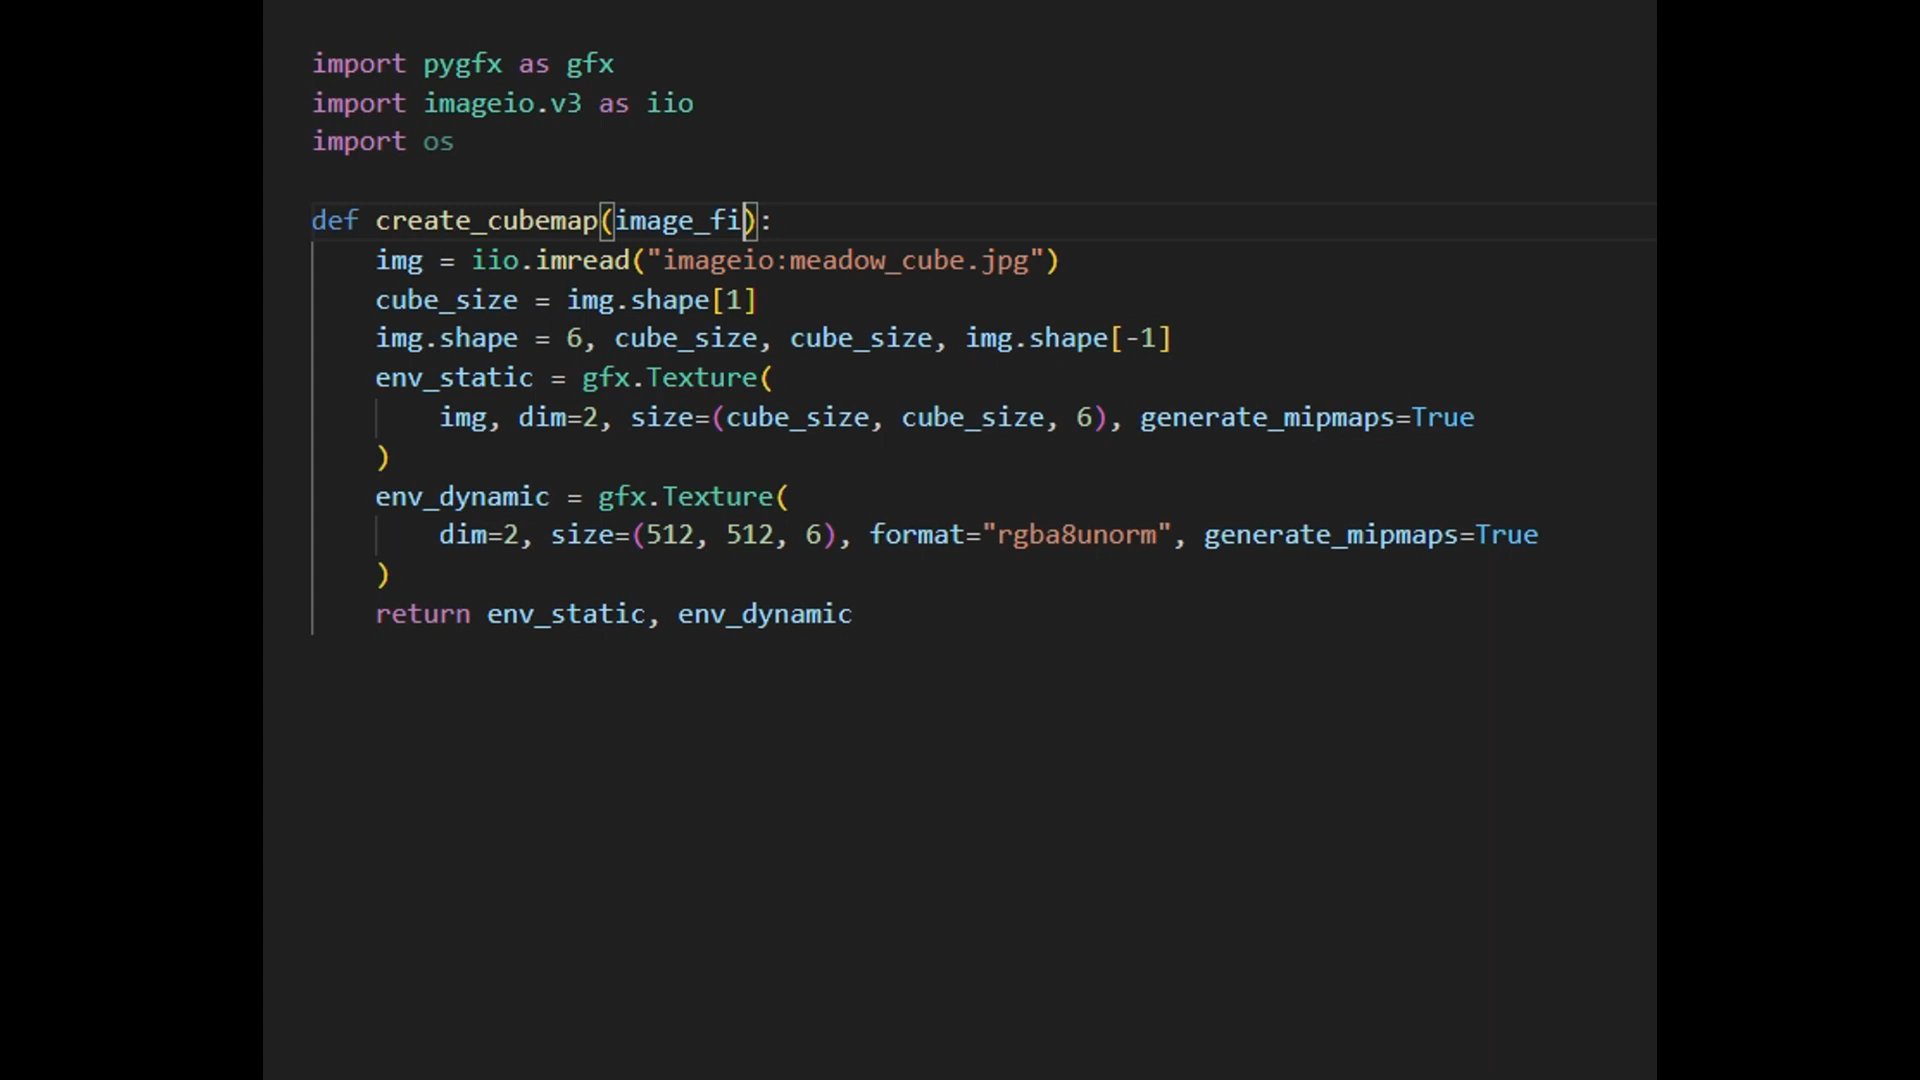 import pygfx as gfx
import imageio.v3 as iio
import os
def create_cubemap(image_fi):
img = iio.imread("imageio:meadow_cube.jpg")
cube_size = img.shape[1]
img.shape = 6, cube_size, cube_size, img.shape[-1]
env_static = gfx.Texture(
img, dim=2, size=(cube_size, cube_size, 6), generate_mipmaps=True
)
env_dynamic = gfx.Texture(
dim=2, size=(512, 512, 6), format="rgba8unorm", generate_mipmaps=True
)
return env_static, env_dynamic